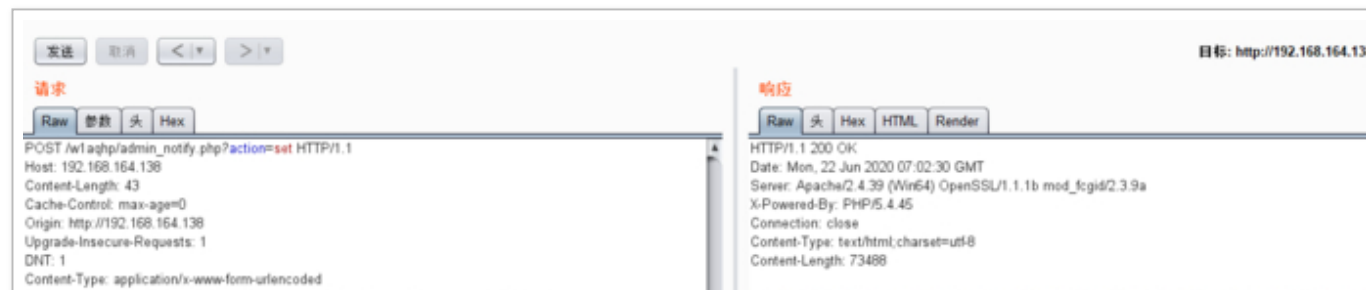 发送 取消 < >
目标: http://192.168.164.13
请求
Raw 参数 头 Hex
POST /w1aqhp/admin_notify.php?action=set HTTP/1.1
Host: 192.168.164.138
Content-Length: 43
Cache-Control: max-age=0
Origin: http://192.168.164.138
Upgrade-Insecure-Requests: 1
DNT: 1
Content-Type: application/x-www-form-urlencoded
响应
Raw 头 Hex HTML Render
HTTP/1.1 200 OK
Date: Mon, 22 Jun 2020 07:02:30 GMT
Server: Apache/2.4.39 (Win64) OpenSSL/1.1.1b mod_fcgid/2.3.9a
X-Powered-By: PHP/5.4.45
Connection: close
Content-Type: text/html;charset=utf-8
Content-Length: 73488